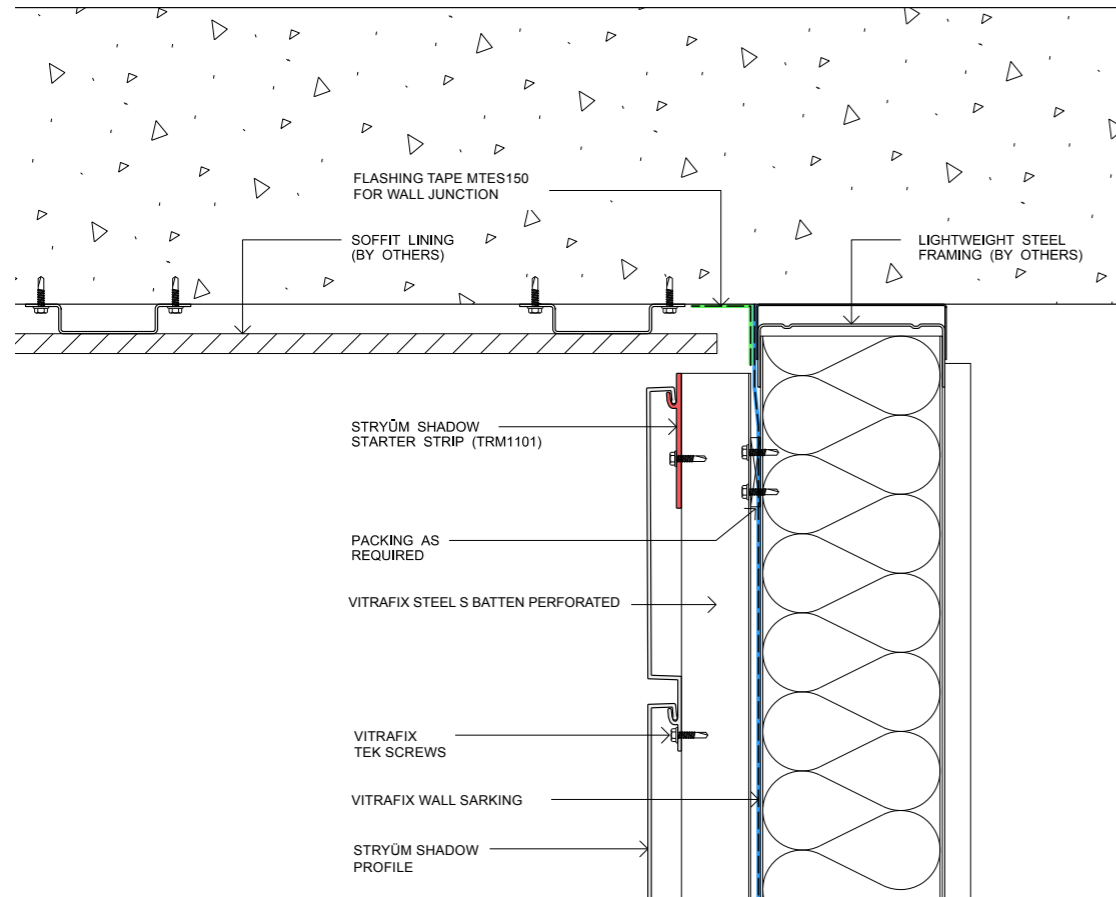 FLASHING TAPE MTES150
FOR WALL JUNCTION
SOFFIT LINING
(BY OTHERS)
LIGHTWEIGHT STEEL
FRAMING (BY OTHERS)
STRYŪM SHADOW
STARTER STRIP (TRM1101)
PACKING AS
REQUIRED
VITRAFIX STEEL S BATTEN PERFORATED
VITRAFIX
TEK SCREWS
VITRAFIX WALL SARKING
STRYŪM SHADOW
PROFILE